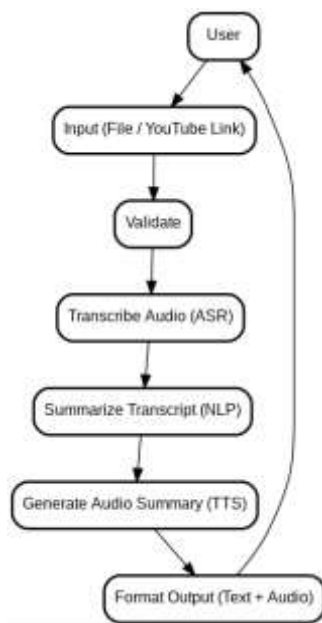 User
Input (File / YouTube Link)
Validate
Transcribe Audio (ASR)
Summarize Transcript (NLP)
Generate Audio Summary (TTS)
Format Output (Text + Audio)